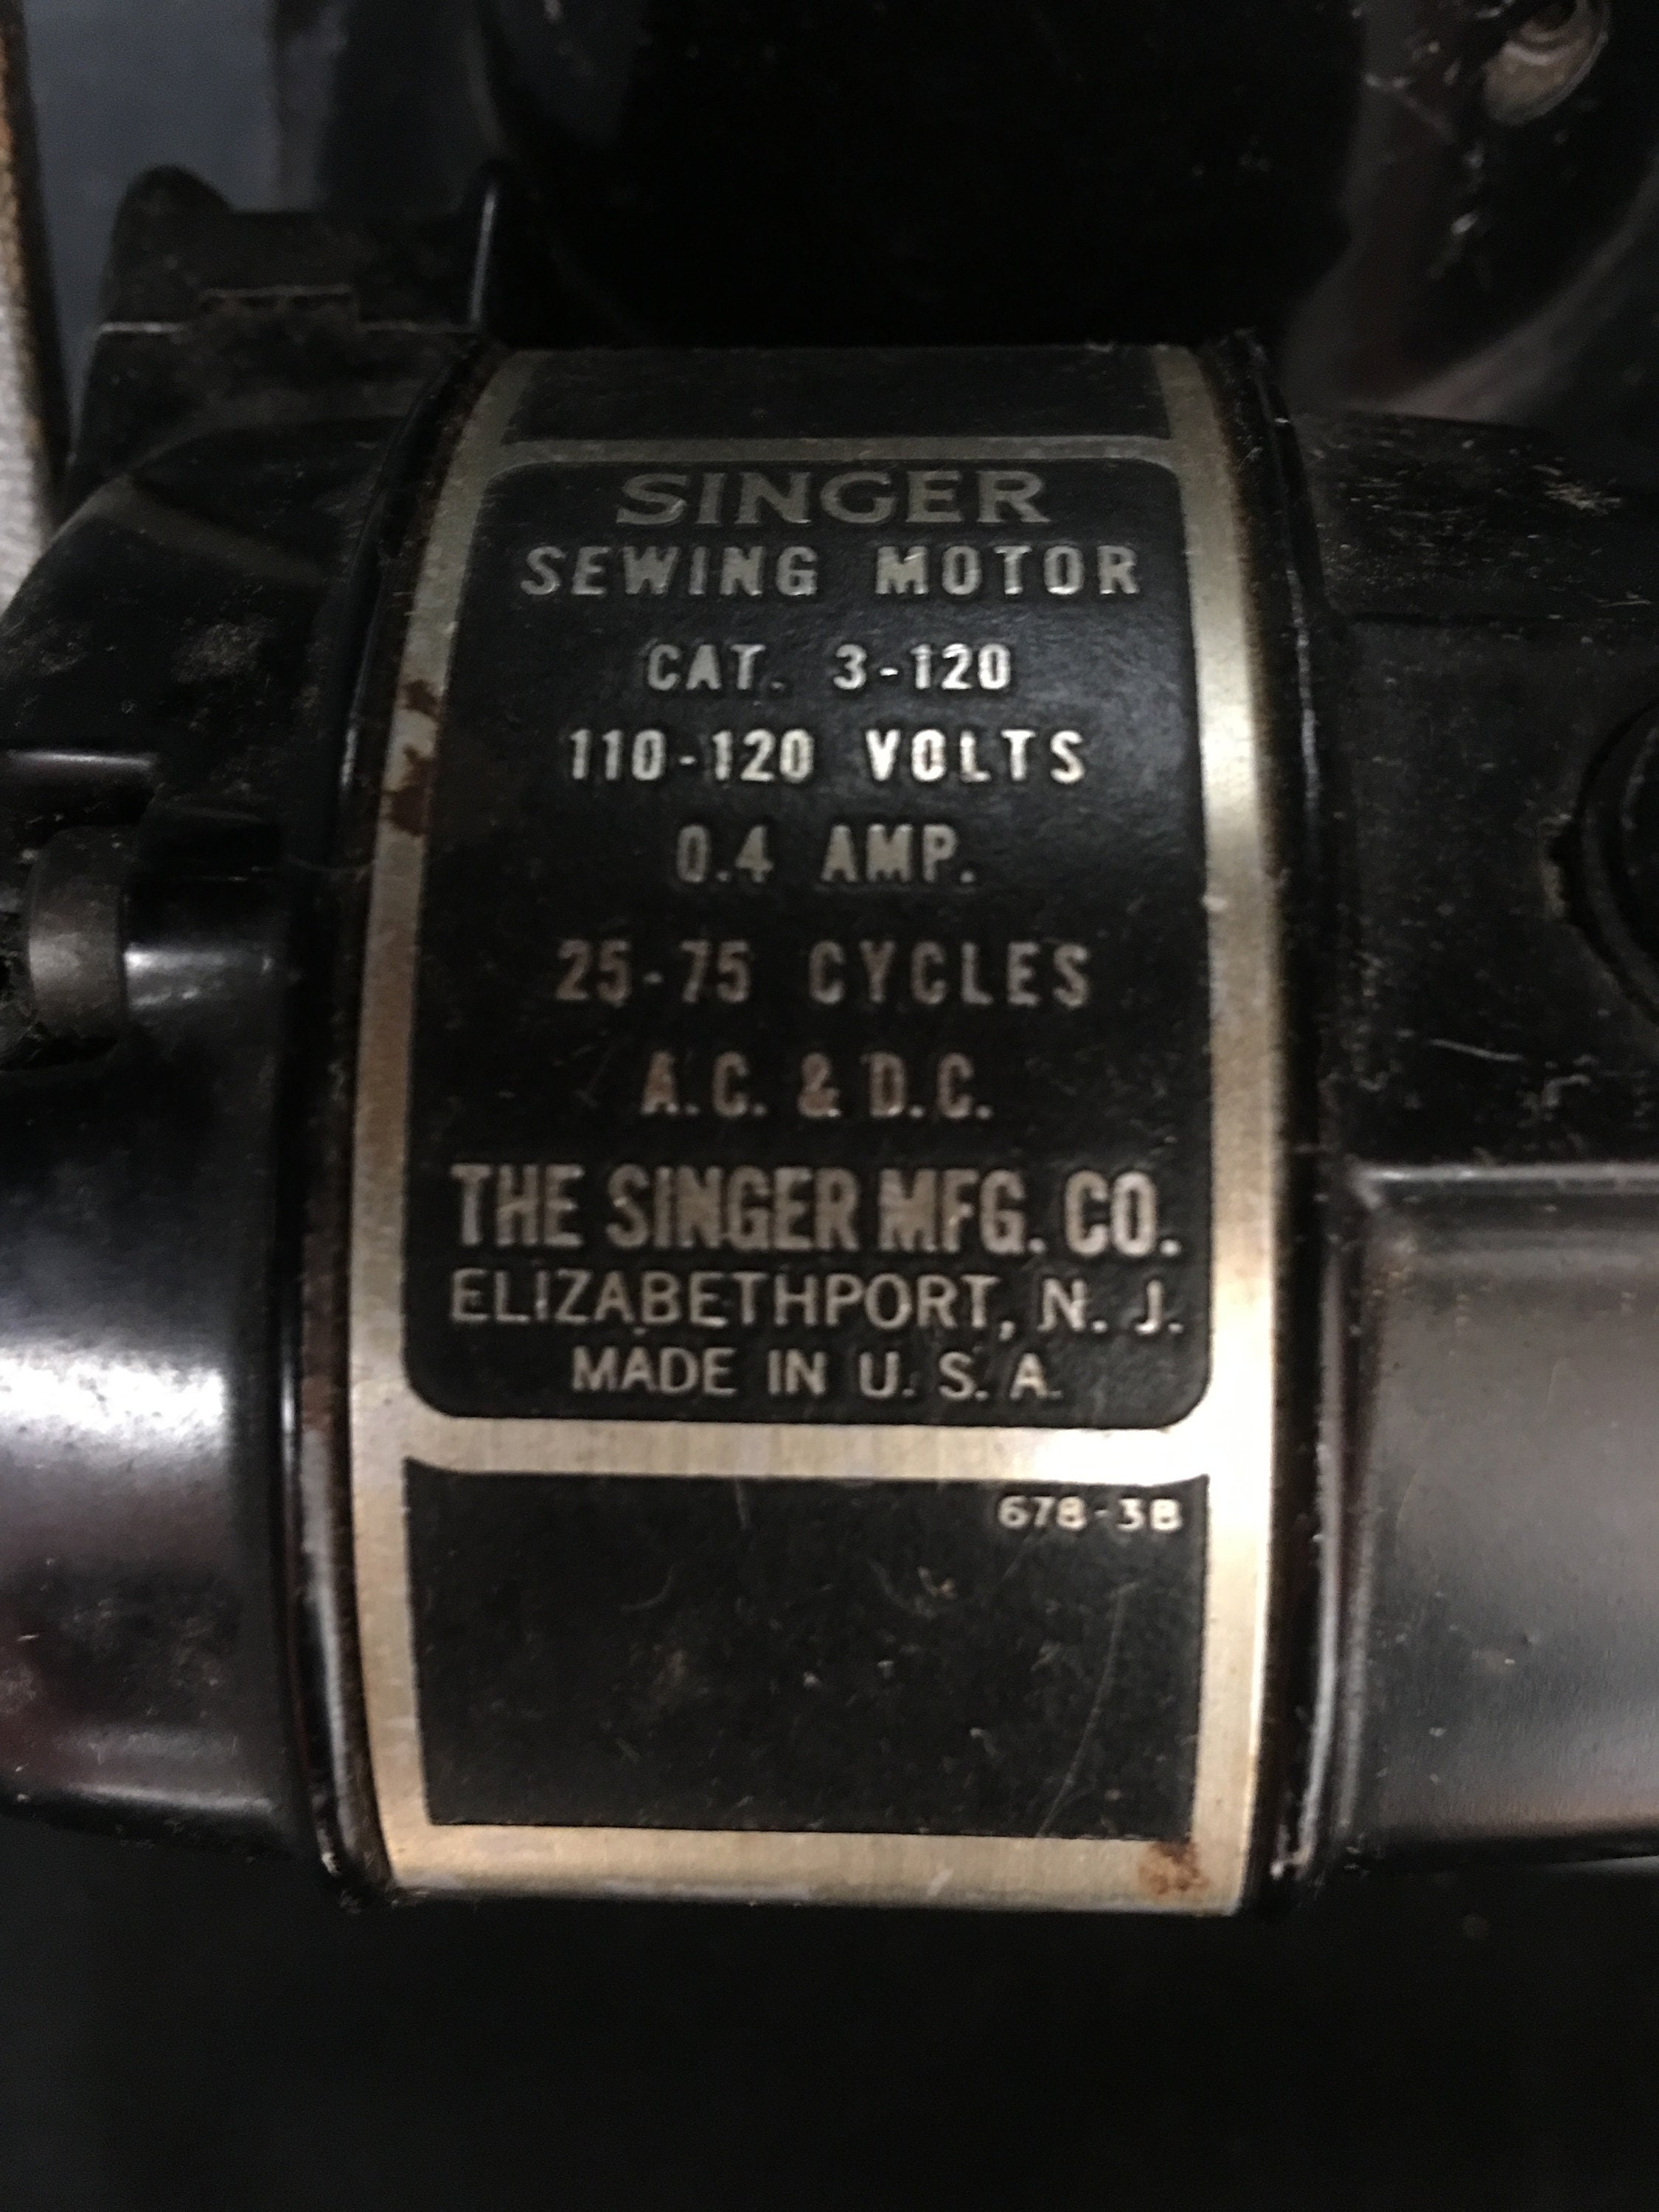 SINGER
SEWING MOTOR
CAT. 3-120
110-120 VOLTS
0.4 AMP.
25-75 CYCLES
A.C. & D.C.
THE SINGER MFG. CO.
ELIZABETHPORT, N. J.
MADE IN U. S. A.
678-3B